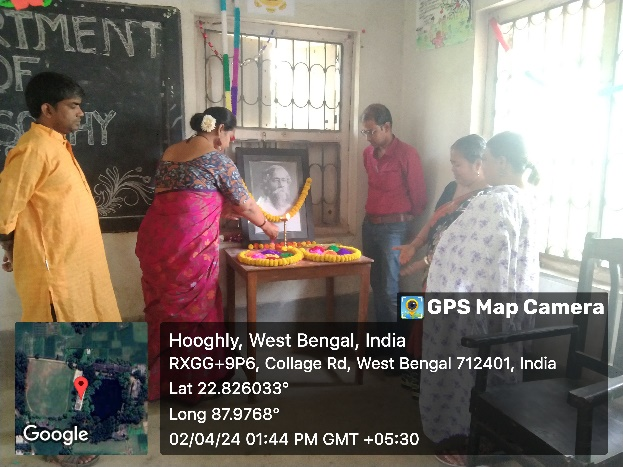 RTMENT
OF
SOPHY
GPS Map Camera
Hooghly, West Bengal, India
RXGG+9P6, Collage Rd, West Bengal 712401, India
Lat 22.826033°
Long 87.9768°
02/04/24 01:44 PM GMT +05:30
Google